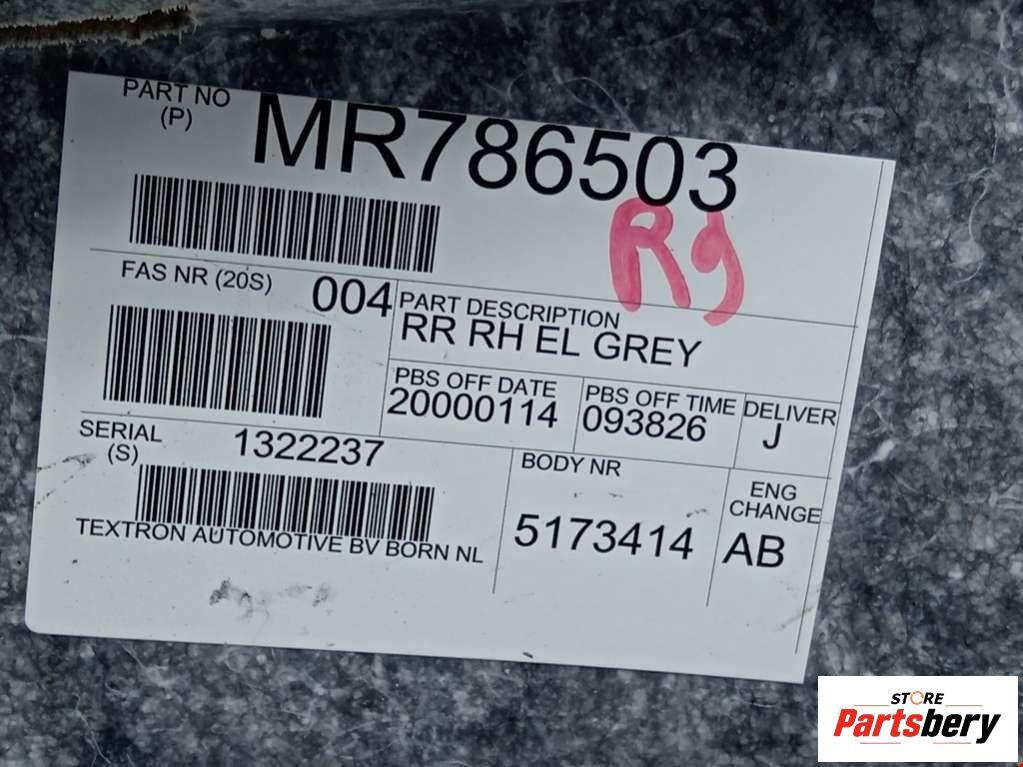 PART NO
(P)
MR786503
R9
FAS NR (20S)
004
PART DESCRIPTION
RR RH EL GREY
PBS OFF DATE
20000114
PBS OFF TIME
093826
DELIVER
J
SERIAL
(S)
1322237
BODY NR
5173414
ENG
CHANGE
AB
TEXTRON AUTOMOTIVE BV BORN NL
STORE
Partsbery